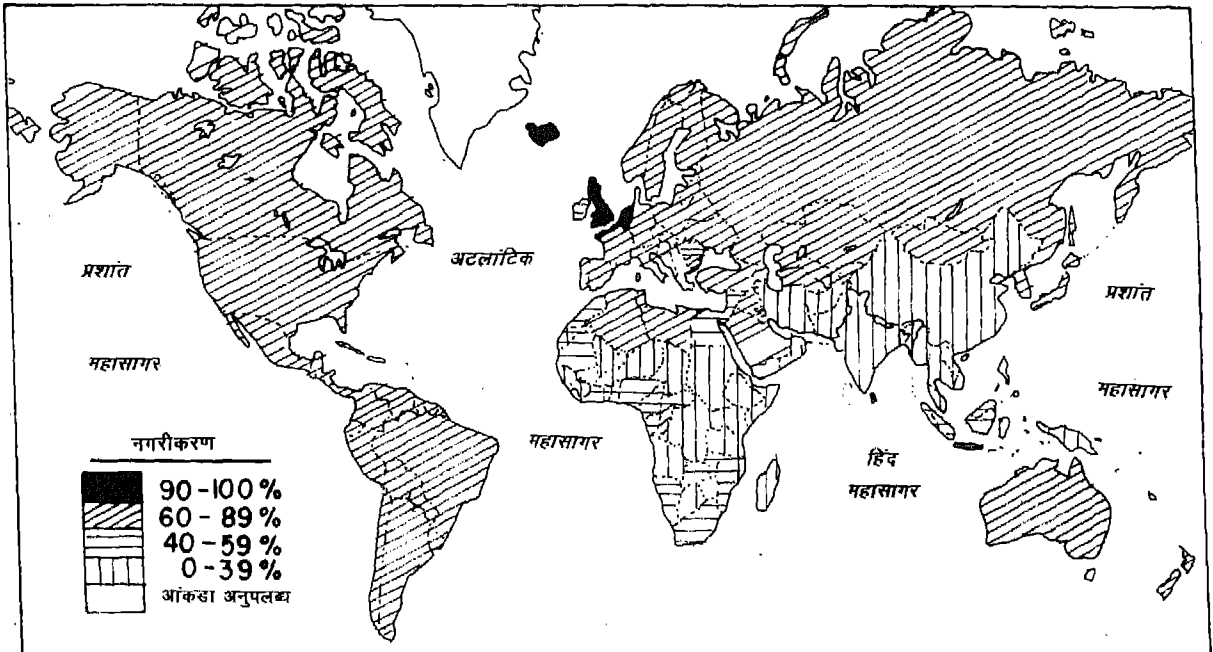 अटलांटिक
प्रशांत
प्रशांत
महासागर
महासागर
महासागर
हिंद
महासागर
नगरीकरण
90-100%
60-89%
40-59%
0-39%
आंकडा अनुपलब्ध